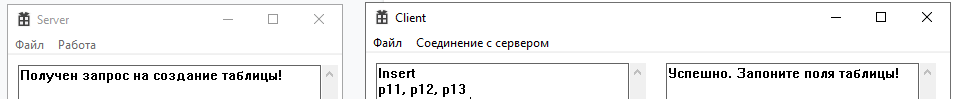 Server
Файл Работа
Получен запрос на создание таблицы!
Client
Файл Соединение с сервером
Insert
p11, p12, p13
Успешно. Запоните поля таблицы!